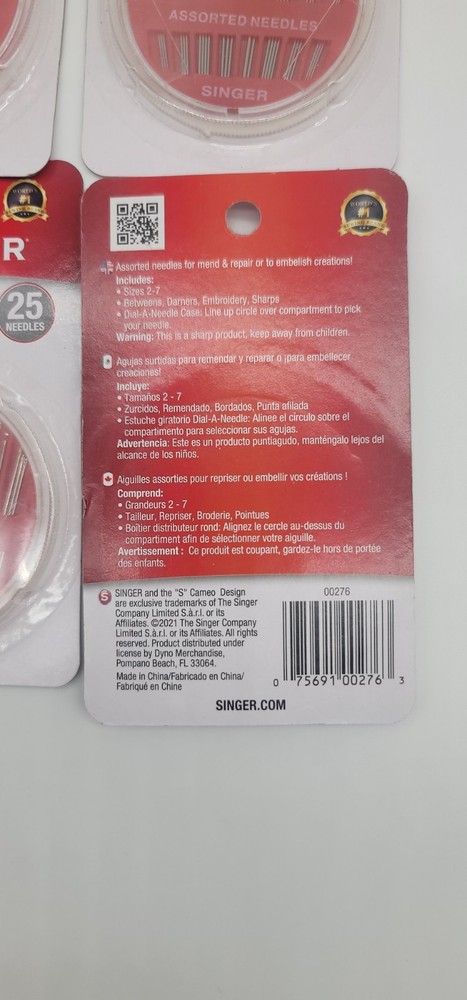 ASSORTED NEEDLES
SINGER
R
25
NEEDLES
WORLD'S
#1
Assorted needles for mend & repair or to embelish creations!
Includes:
• Sizes 2-7
• Betweens, Darners, Embroidery, Sharps
• Dial-A-Needle Case: Line up circle over compartment to pick
your needle.
Warning: This is a sharp product, keep away from children.
Agujas surtidas para remendar y reparar o ¡para embellecer
creaciones!
Incluye:
• Tamaños 2 - 7
• Zurcidos, Remendado, Bordados, Punta afilada
• Estuche giratorio Dial-A-Needle: Alinee el círculo sobre el
compartimento para seleccionar sus agujas.
Advertencia: Este es un producto puntiagudo, manténgalo lejos del
alcance de los niños.
Aiguilles assorties pour repriser ou embellir vos créations !
Comprend:
• Grandeurs 2 - 7
• Tailleur, Repriser, Broderie, Pointues
• Boîtier distributeur rond: Alignez le cercle au-dessus du
compartiment afin de sélectionner votre aiguille.
Avertissement : Ce produit est coupant, gardez-le hors de portée
des enfants.
S
SINGER and the "S" Cameo Design
are exclusive trademarks of The Singer
Company Limited S.à.r.l. or its
Affiliates. ©2021 The Singer Company
Limited S.à.r.l. or its Affiliates. All rights
reserved. Product distributed under
license by Dyno Merchandise,
Pompano Beach, FL 33064.
Made in China/Fabricado en China/
Fabriqué en Chine
00276
0 75691 00276 3
SINGER.COM